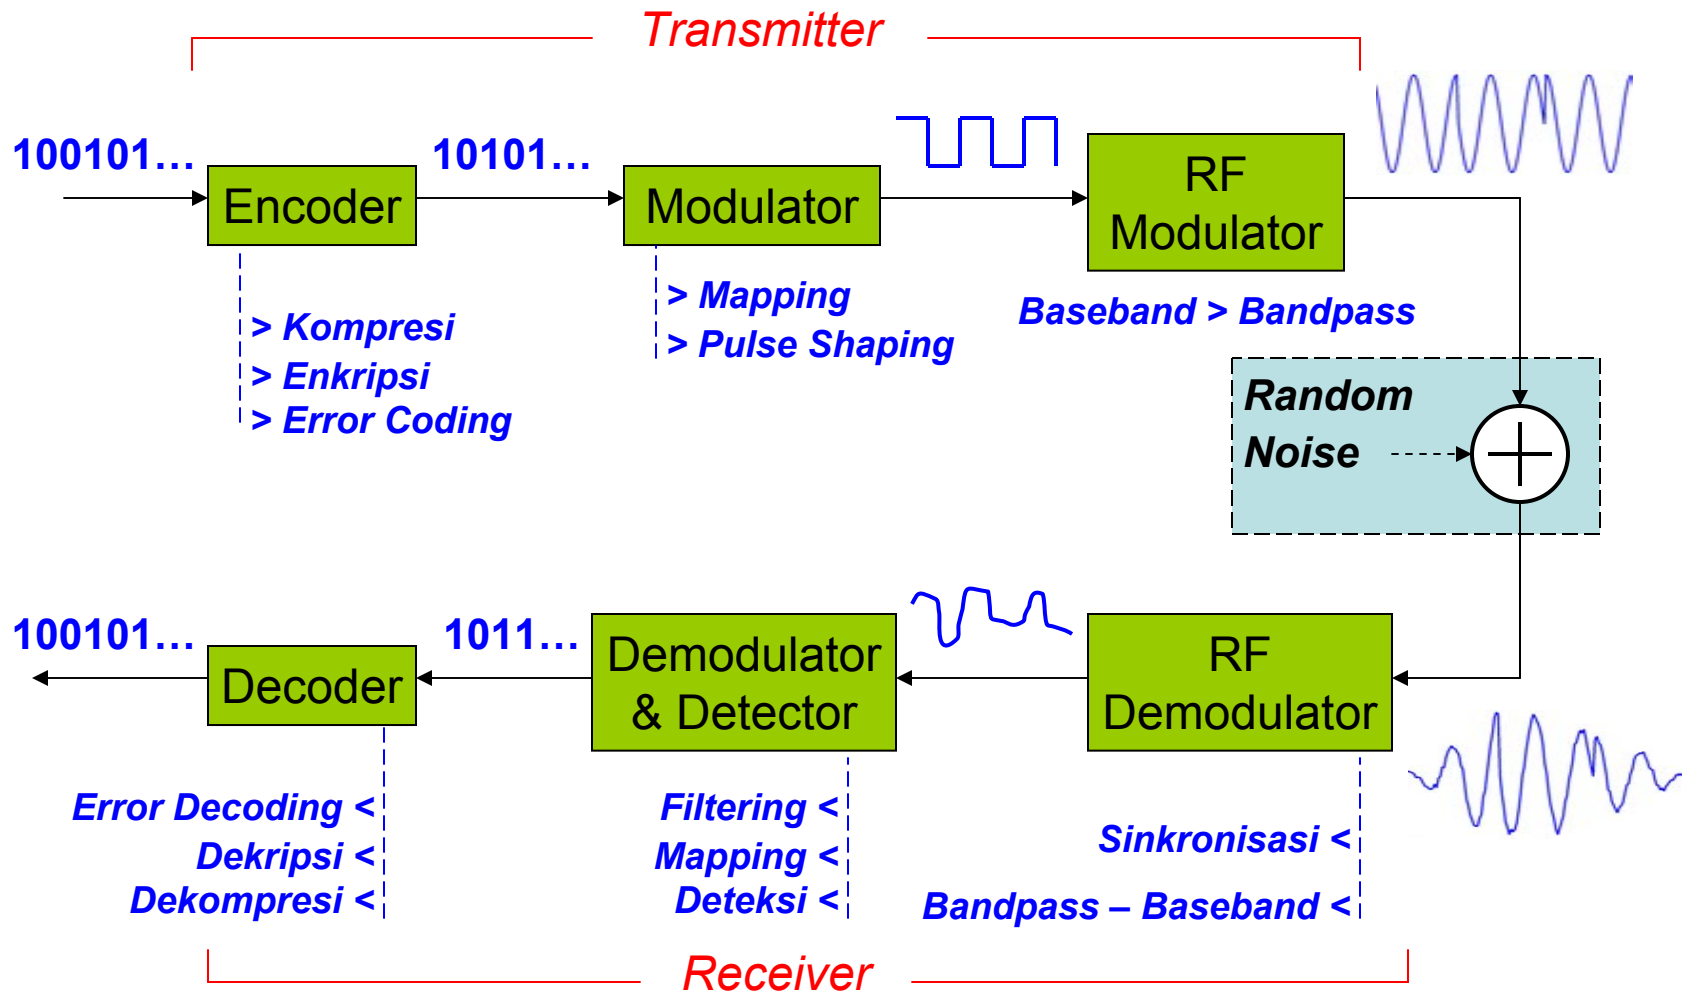 Transmitter
100101…
10101…
Encoder
Modulator
RF
Modulator
> Kompresi
> Enkripsi
> Error Coding
> Mapping
> Pulse Shaping
Baseband > Bandpass
Random
Noise
100101…
1011…
Decoder
Demodulator
& Detector
RF
Demodulator
Error Decoding <
Dekripsi <
Dekompresi <
Filtering <
Mapping <
Deteksi <
Sinkronisasi <
Bandpass – Baseband <
Receiver